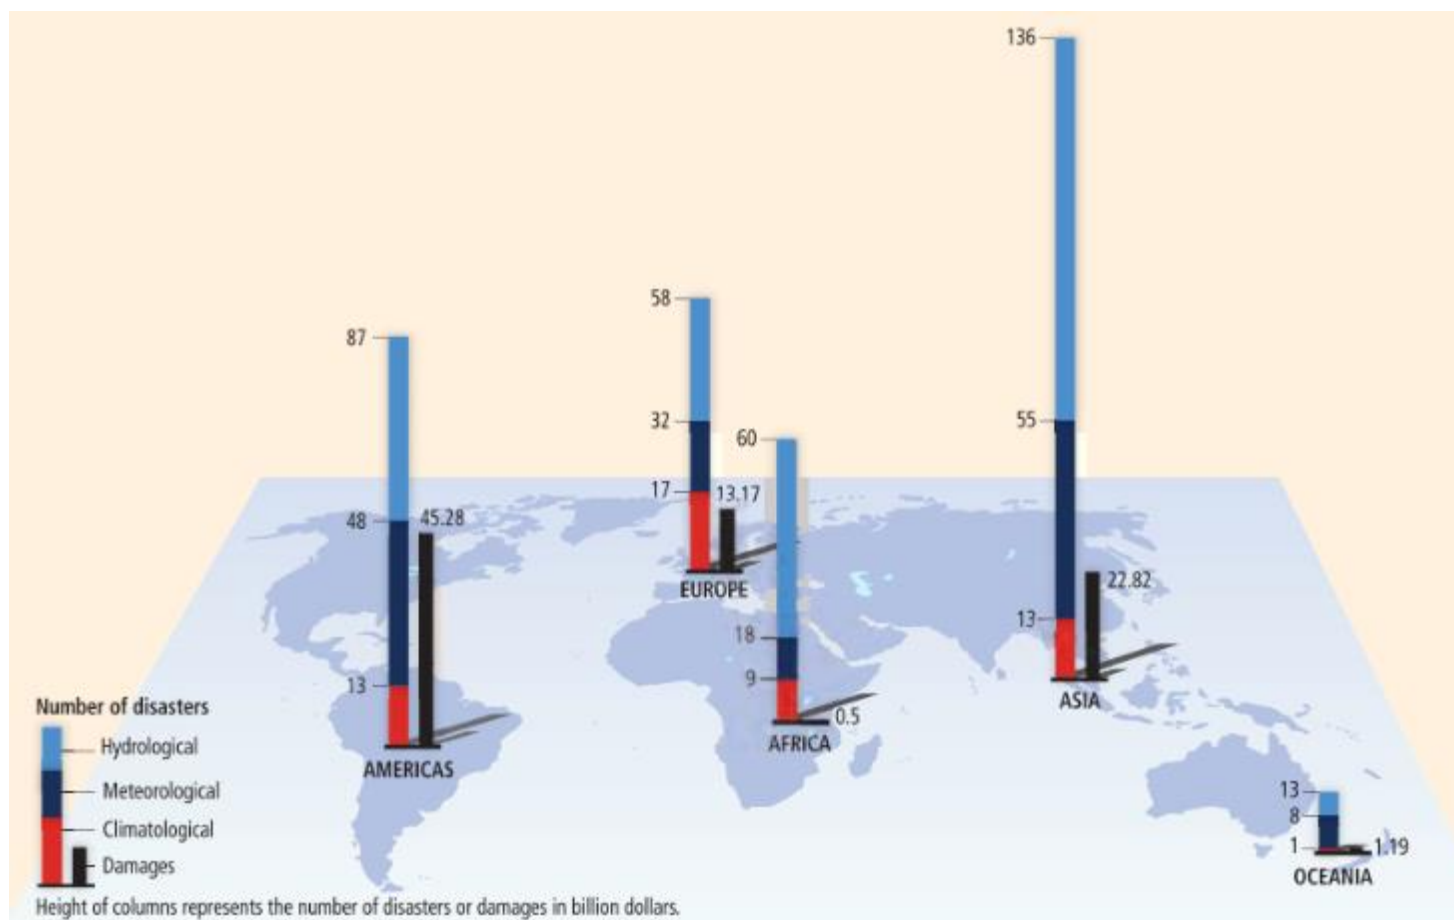 136
58
87
32
55
60
17
13.17
48
45.28
EUROPE
22.82
18
13
13
9
ASIA
0.5
AFRICA
AMERICAS
13
8
1
1.19
OCEANIA
Number of disasters
Hydrological
Meteorological
Climatological
Damages
Height of columns represents the number of disasters or damages in billion dollars.